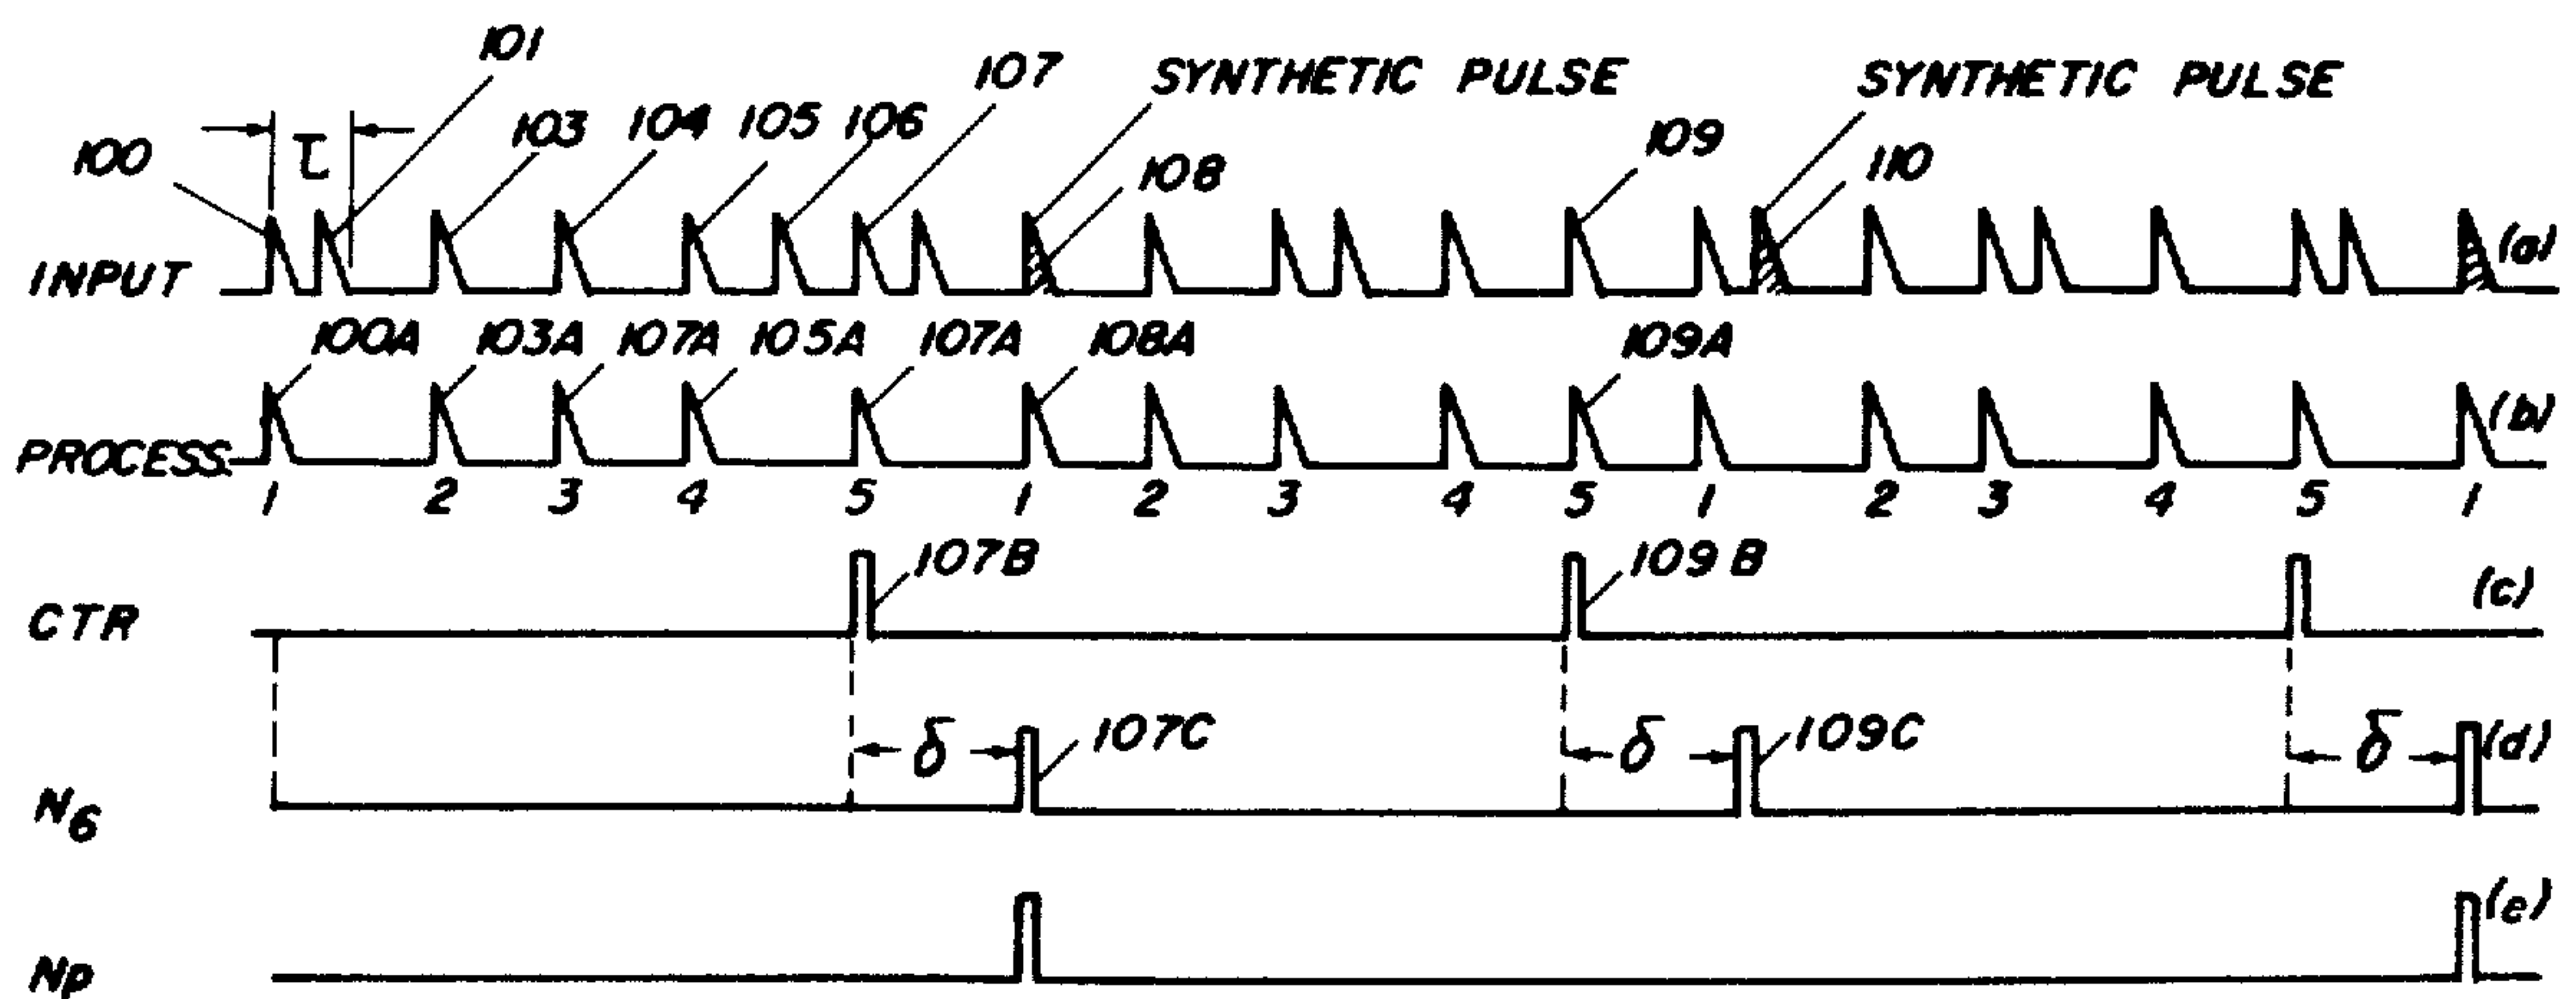 101
107 SYNTHETIC PULSE SYNTHETIC PULSE
100 τ 103 104 105 106 108 109 110
INPUT (a)
100A 103A 107A 105A 107A 108A 109A
PROCESS. (b)
1 2 3 4 5 1 2 3 4 5 1 2 3 4 5 1
107B 109B
CTR (c)
δ 107C δ 109C δ (d)
N6
(e)
Np